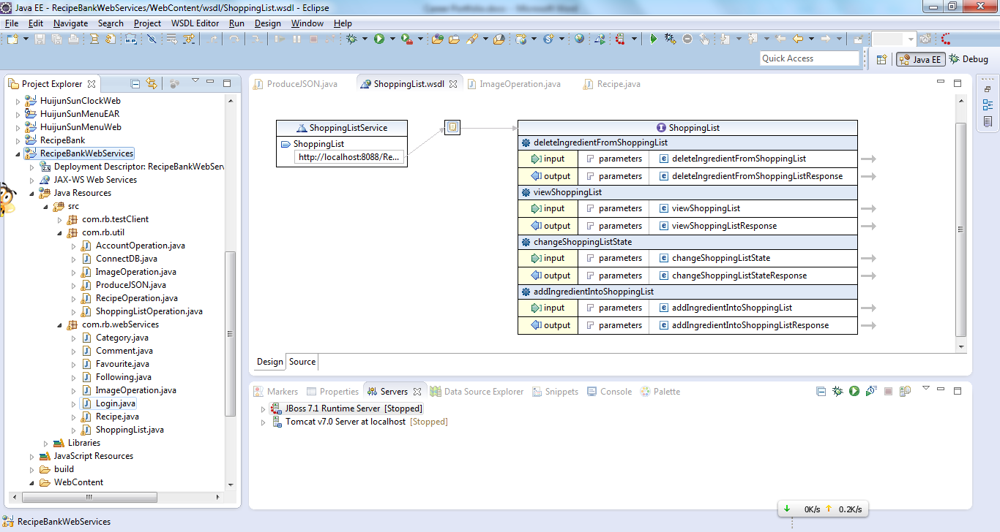 Java EE - RecipeBankWebServices/WebContent/wsdl/ShoppingList.wsdl - Eclipse
File Edit Navigate Search Project WSDL Editor Run Design Window Help
Quick Access
Java EE
Debug
Project Explorer
HuijunSunClockWeb
HuijunSunMenuEAR
HuijunSunMenuWeb
RecipeBank
RecipeBankWebServices
Deployment Descriptor: RecipeBankWebServ
JAX-WS Web Services
Java Resources
src
com.rb.testClient
com.rb.util
AccountOperation.java
ConnectDB.java
ImageOperation.java
ProduceJSON.java
RecipeOperation.java
ShoppingListOperation.java
com.rb.webServices
Category.java
Comment.java
Favourite.java
Following.java
ImageOperation.java
Login.java
Recipe.java
ShoppingList.java
Libraries
JavaScript Resources
build
WebContent
ProduceJSON.java ShoppingList.wsdl ImageOperation.java Recipe.java
ShoppingListService
ShoppingList
http://localhost:8088/Re...
ShoppingList
deleteIngredientFromShoppingList
input parameters deleteIngredientFromShoppingList
output parameters deleteIngredientFromShoppingListResponse
viewShoppingList
input parameters viewShoppingList
output parameters viewShoppingListResponse
changeShoppingListState
input parameters changeShoppingListState
output parameters changeShoppingListStateResponse
addIngredientIntoShoppingList
input parameters addIngredientIntoShoppingList
output parameters addIngredientIntoShoppingListResponse
Design Source
Markers Properties Servers Data Source Explorer Snippets Console Palette
JBoss 7.1 Runtime Server [Stopped]
Tomcat v7.0 Server at localhost [Stopped]
0K/s 0.2K/s
RecipeBankWebServices